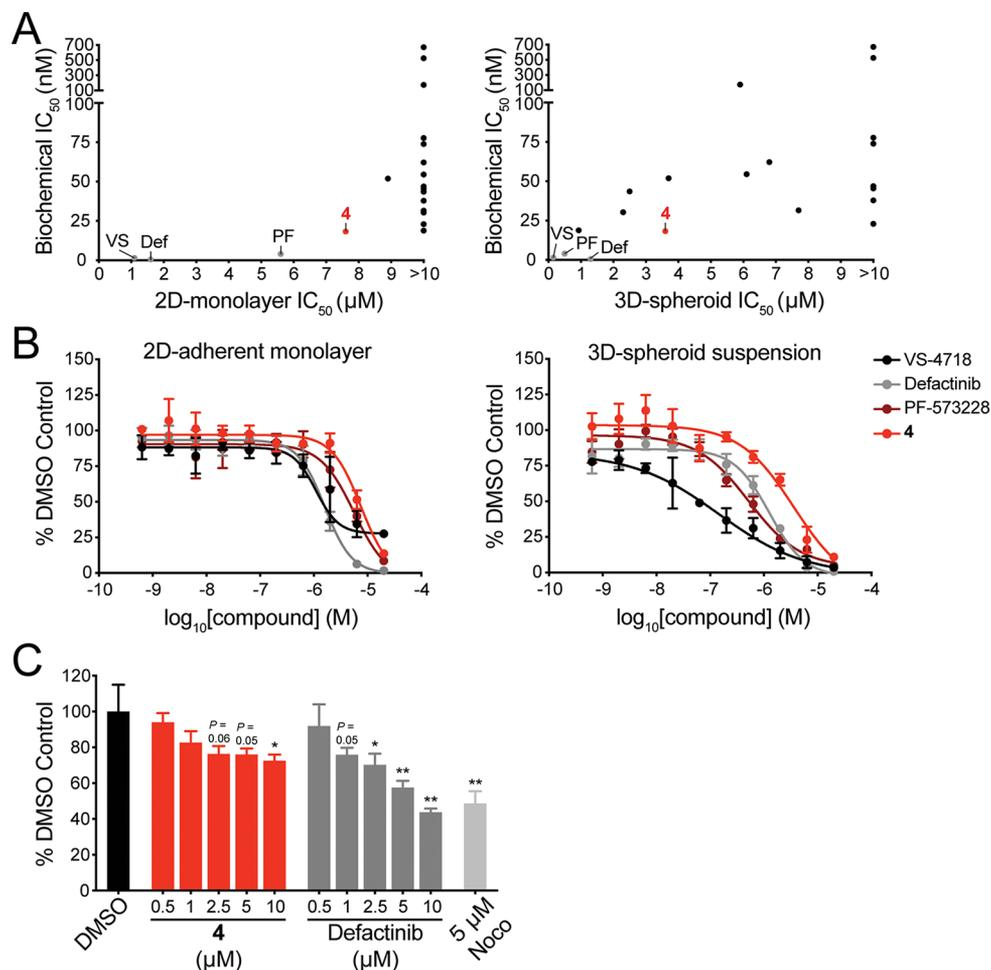 A
Biochemical IC50 (nM)
700
500
300
100
100
75
50
25
0
VS
Def
PF
4
0 1 2 3 4 5 6 7 8 9 >10
2D-monolayer IC50 (µM)
Biochemical IC50 (nM)
700
500
300
100
100
75
50
25
0
VS
PF
Def
4
0 1 2 3 4 5 6 7 8 9 >10
3D-spheroid IC50 (µM)
B
2D-adherent monolayer
% DMSO Control
150
125
100
75
50
25
0
-10 -9 -8 -7 -6 -5 -4
log10[compound] (M)
3D-spheroid suspension
% DMSO Control
150
125
100
75
50
25
0
-10 -9 -8 -7 -6 -5 -4
log10[compound] (M)
VS-4718
Defactinib
PF-573228
4
C
% DMSO Control
120
100
80
60
40
20
0
P =
0.06
P =
0.05
*
P =
0.05
*
**
**
**
DMSO
0.5 1 2.5 5 10
4
(µM)
0.5 1 2.5 5 10
Defactinib
(µM)
5 µM
Noco